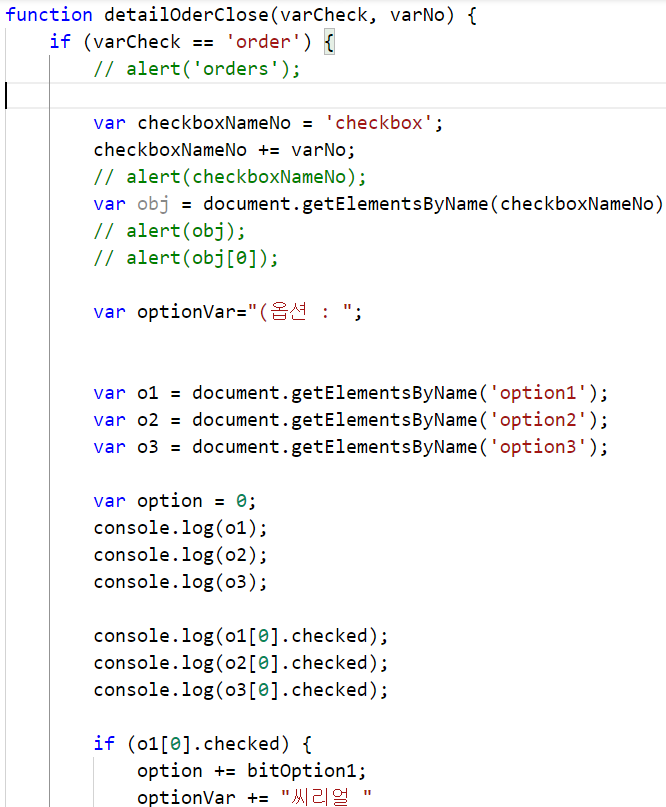 function detailOderClose(varCheck, varNo) {
if (varCheck == 'order') {
// alert('orders');
var checkboxNameNo = 'checkbox';
checkboxNameNo += varNo;
// alert(checkboxNameNo);
var obj = document.getElementsByName(checkboxNameNo)
// alert(obj);
// alert(obj[0]);
var optionVar="(옵션 : ";
var o1 = document.getElementsByName('option1');
var o2 = document.getElementsByName('option2');
var o3 = document.getElementsByName('option3');
var option = 0;
console.log(o1);
console.log(o2);
console.log(o3);
console.log(o1[0].checked);
console.log(o2[0].checked);
console.log(o3[0].checked);
if (o1[0].checked) {
option += bitOption1;
optionVar += "씨리얼 "